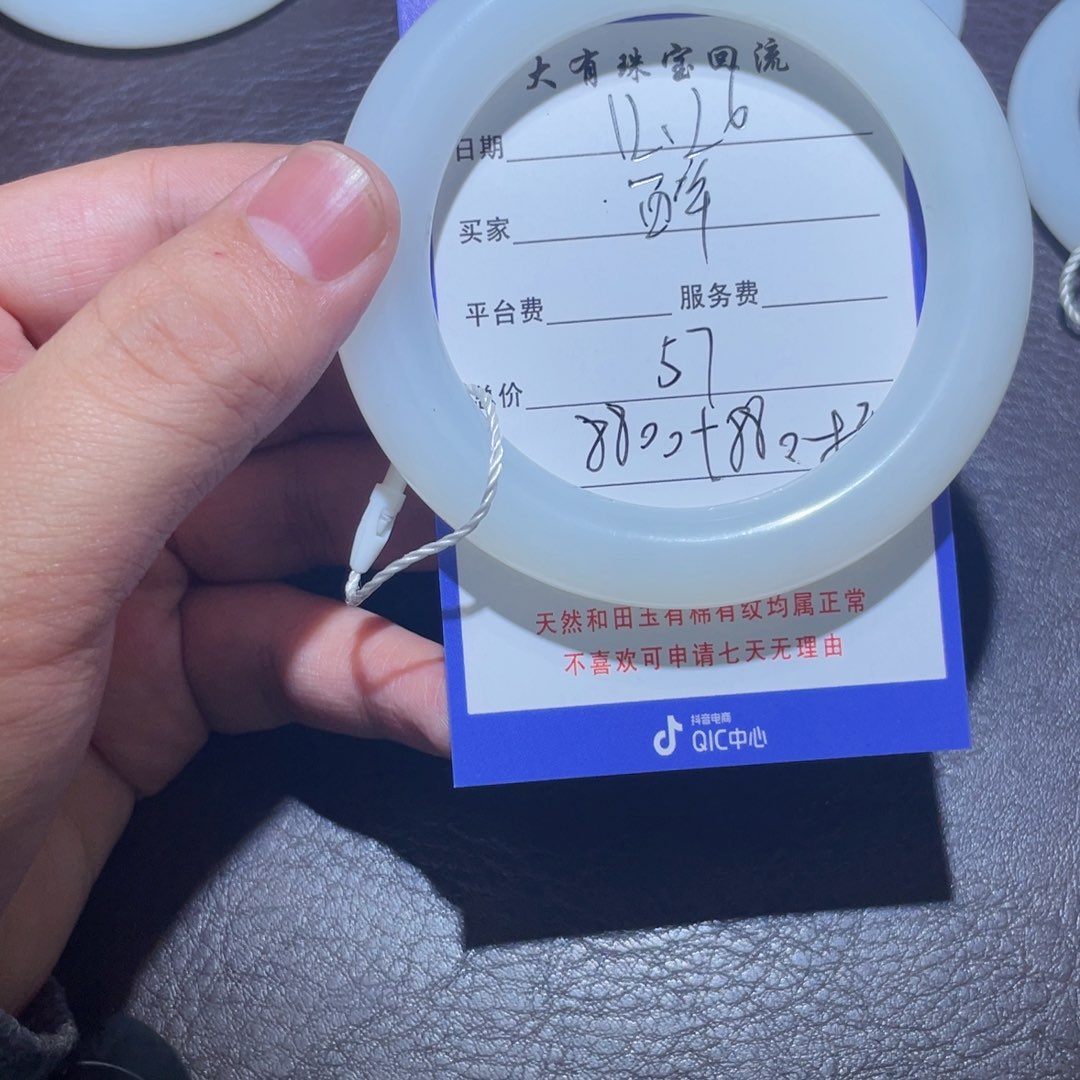 大有珠宝回流
日期 12、26
买家 醉
平台费 服务费
总价 57
8800+880
天然和田玉有棉有纹均属正常
不喜欢可申请七天无理由
抖音电商
QIC中心